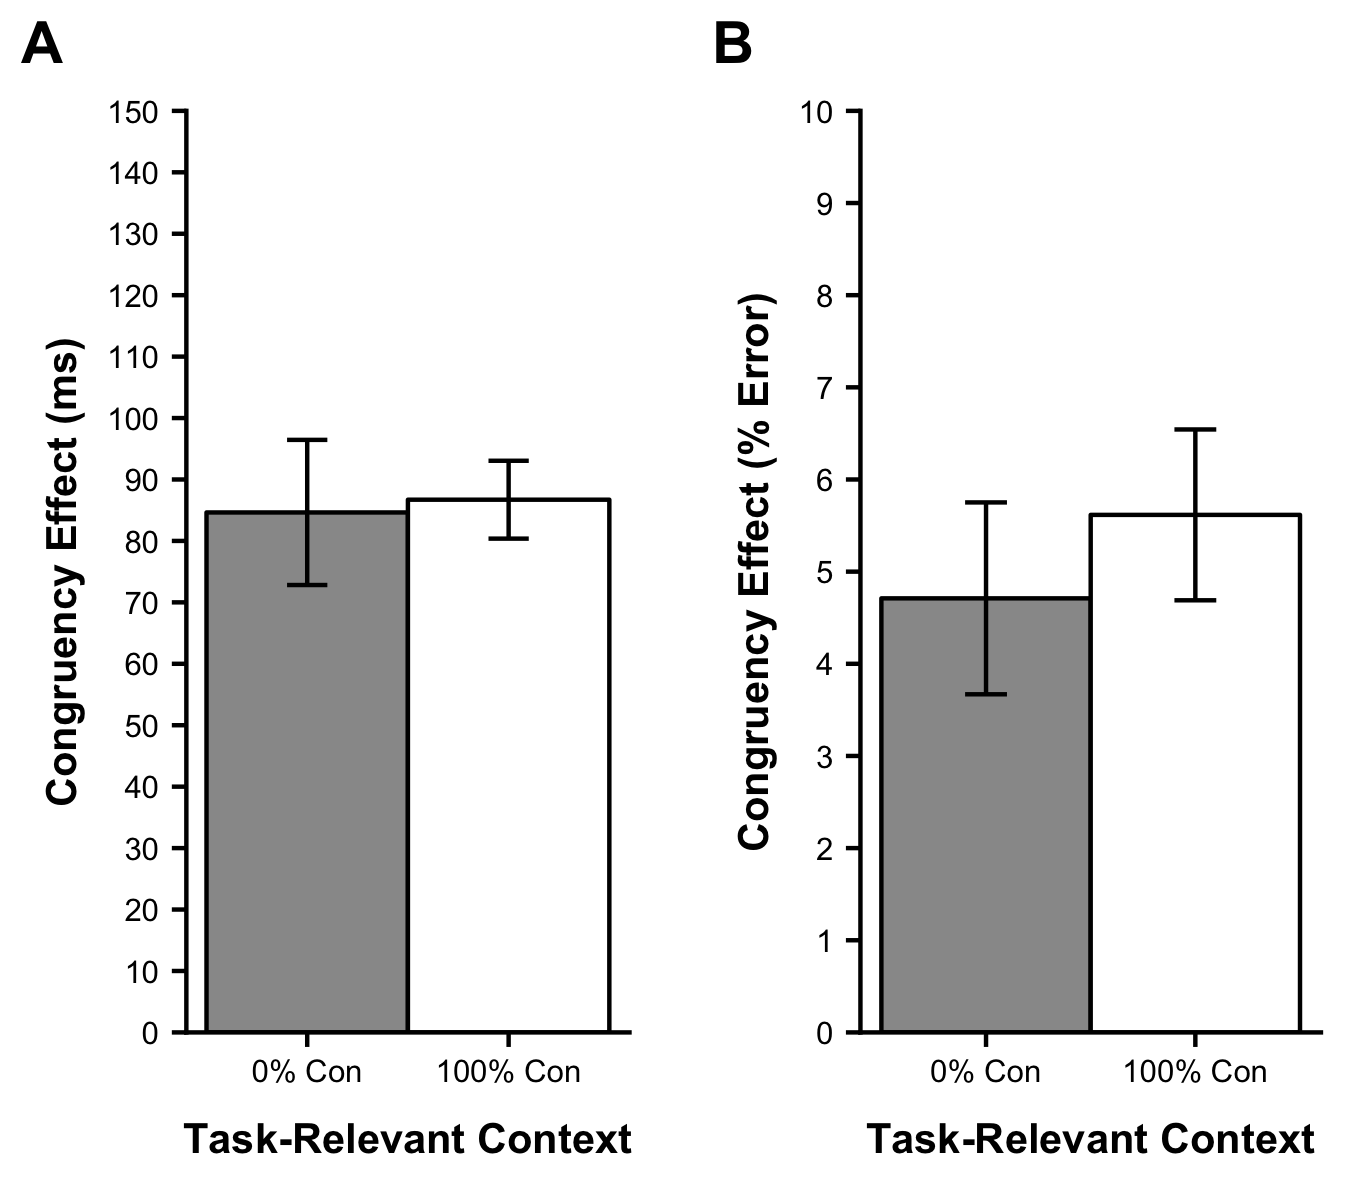 A
150
140
130
120
110
100
90
80
70
60
50
40
30
20
10
0
Congruency Effect (ms)
0% Con
100% Con
Task-Relevant Context
B
10
9
8
7
6
5
4
3
2
1
0
Congruency Effect (% Error)
0% Con
100% Con
Task-Relevant Context